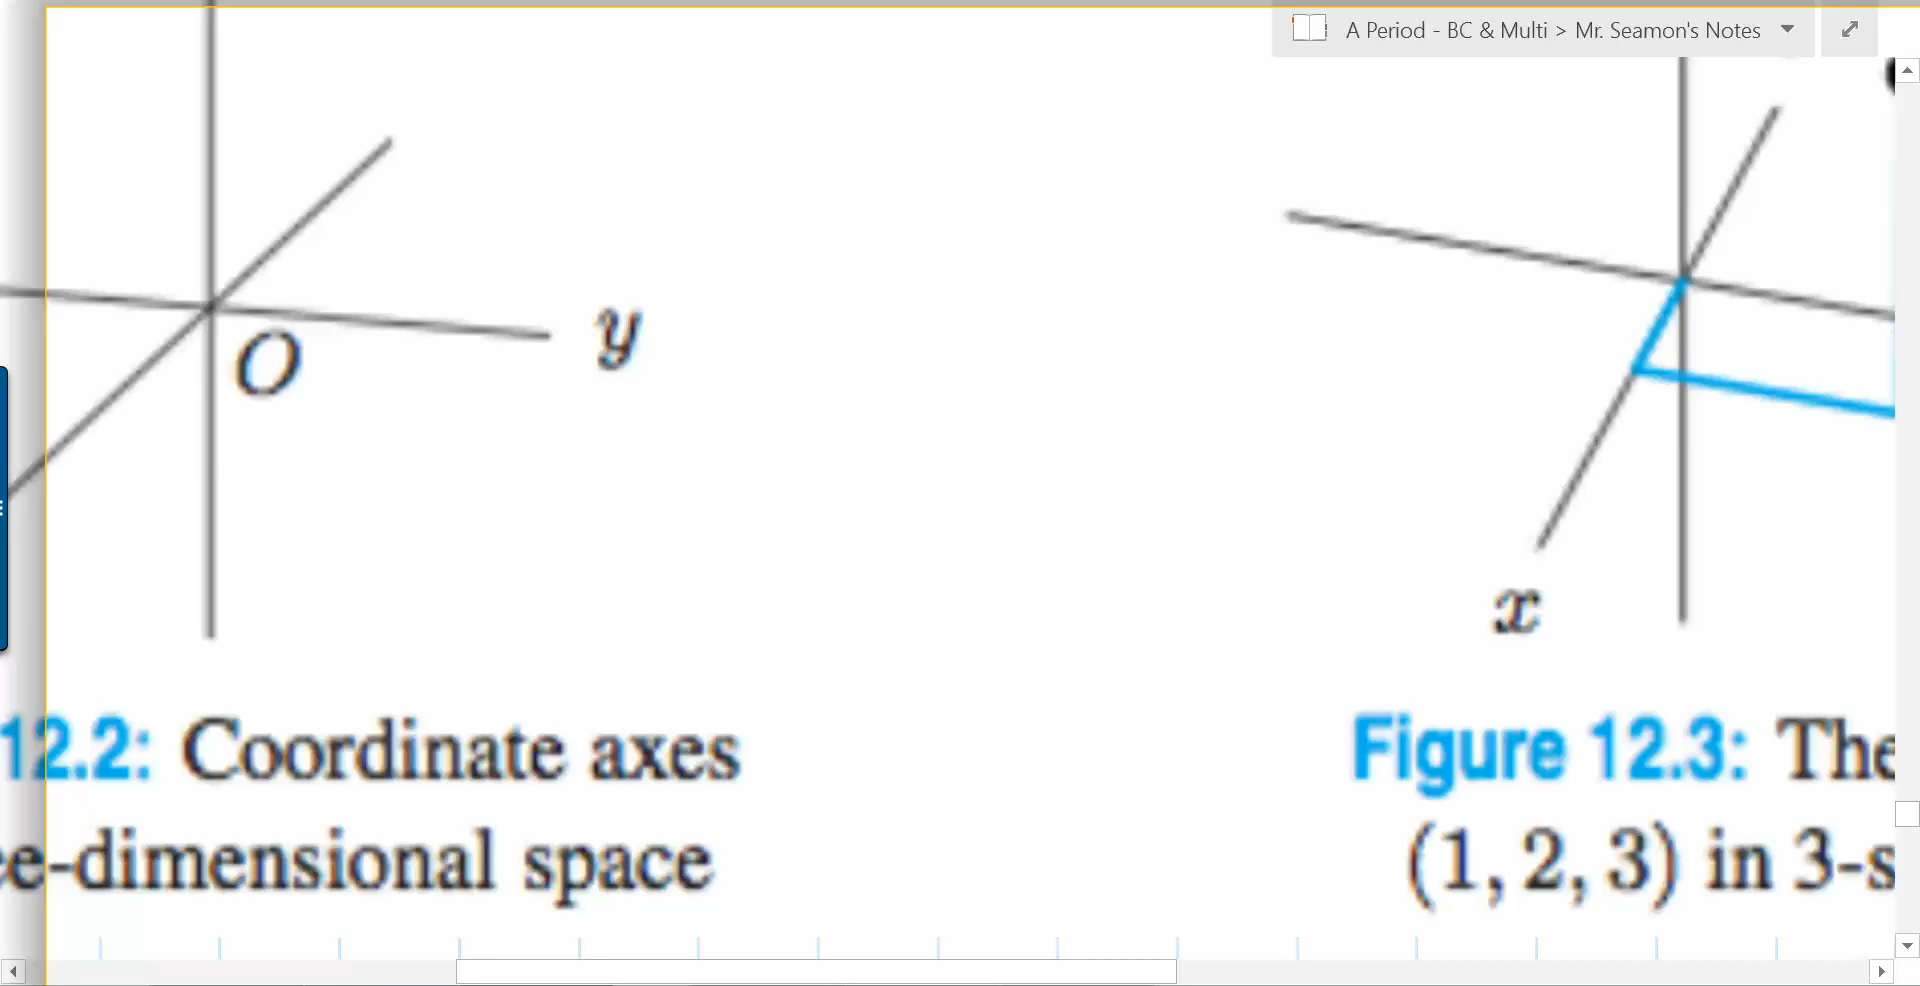 A Period - BC & Multi > Mr. Seamon's Notes
O
y
x
12.2: Coordinate axes
-dimensional space
Figure 12.3: The
(1, 2, 3) in 3-s